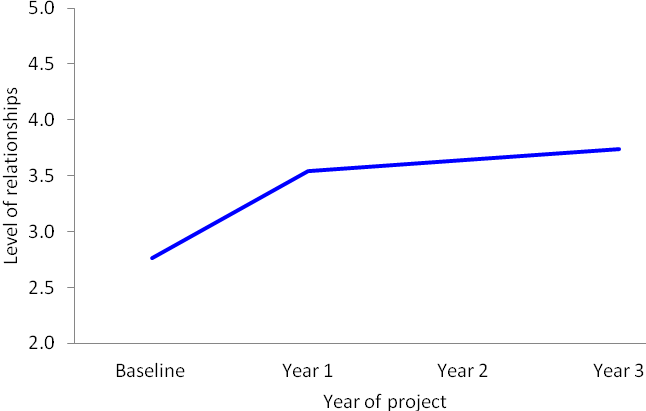 5.0
4.5
4.0
3.5
3.0
2.5
2.0
Level of relationships
Baseline Year 1 Year 2 Year 3
Year of project